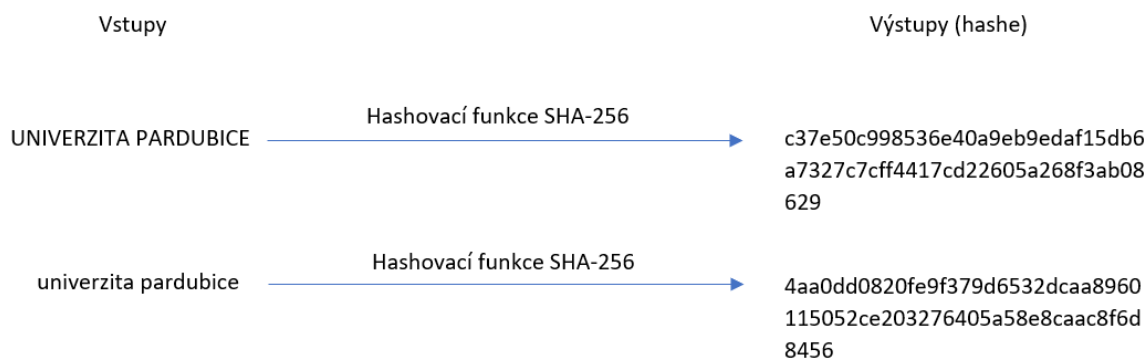 Vstupy
Výstupy (hashe)
Hashovací funkce SHA-256
UNIVERZITA PARDUBICE
c37e50c998536e40a9eb9edaf15db6
a7327c7cff4417cd22605a268f3ab08
629
Hashovací funkce SHA-256
univerzita pardubice
4aa0dd0820fe9f379d6532dcaa8960
115052ce203276405a58e8caac8f6d
8456